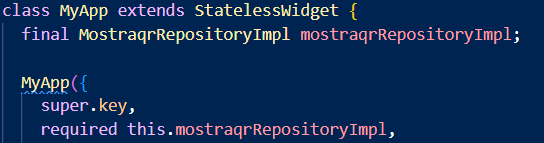 class MyApp extends StatelessWidget {
  final MostraqrRepositoryImpl mostraqrRepositoryImpl;
  MyApp({
    super.key,
    required this.mostraqrRepositoryImpl,